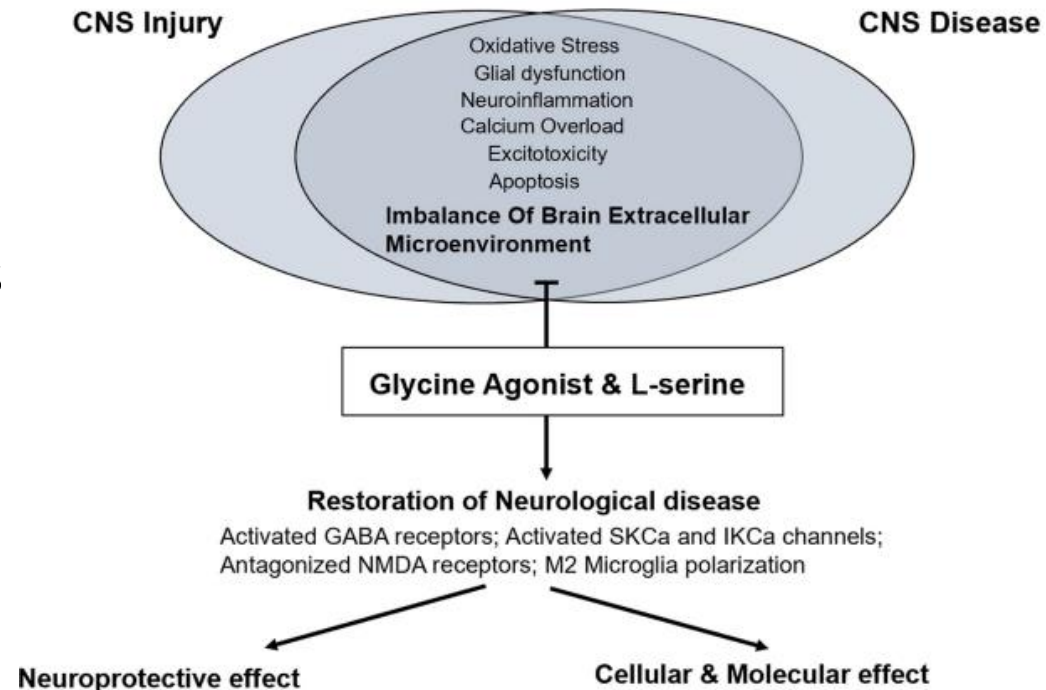 CNS Injury
CNS Disease
Oxidative Stress
Glial dysfunction
Neuroinflammation
Calcium Overload
Excitotoxicity
Apoptosis
Imbalance Of Brain Extracellular
Microenvironment
Glycine Agonist & L-serine
Restoration of Neurological disease
Activated GABA receptors; Activated SKCa and IKCa channels;
Antagonized NMDA receptors; M2 Microglia polarization
Neuroprotective effect
Cellular & Molecular effect